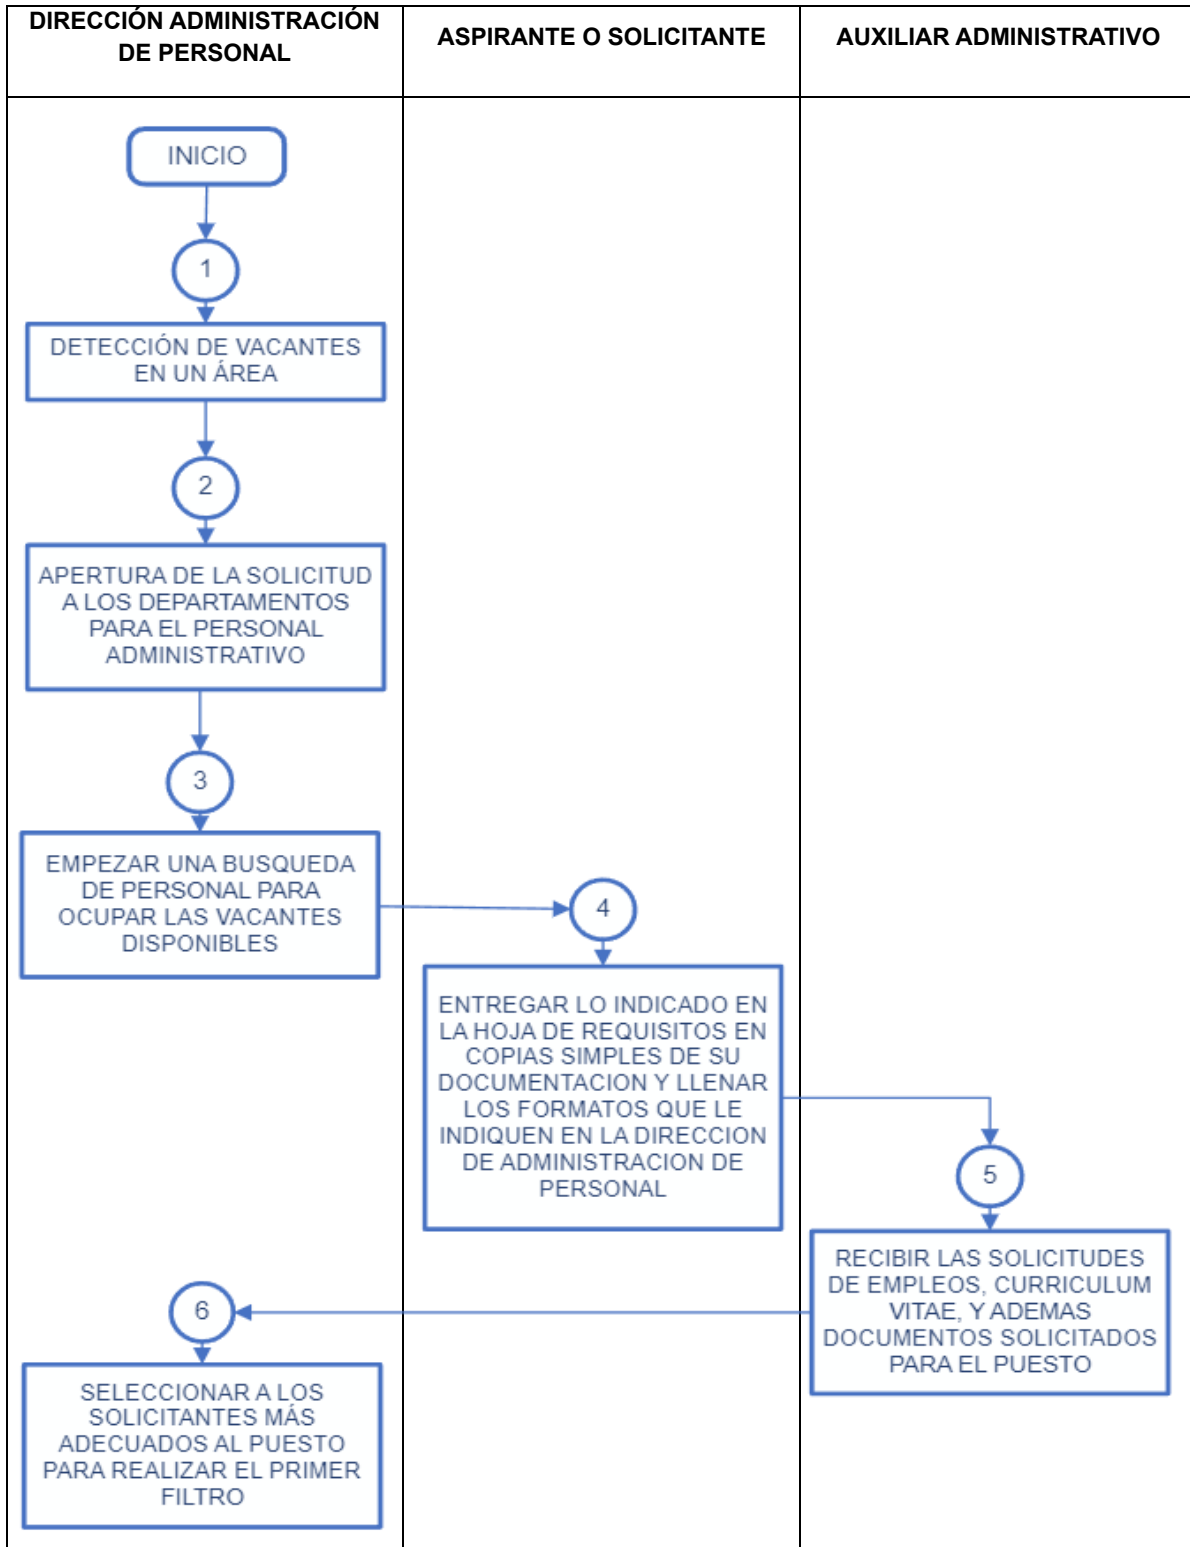 DIRECCIÓN ADMINISTRACIÓN
DE PERSONAL
ASPIRANTE O SOLICITANTE
AUXILIAR ADMINISTRATIVO
INICIO
1
DETECCIÓN DE VACANTES
EN UN ÁREA
2
APERTURA DE LA SOLICITUD
A LOS DEPARTAMENTOS
PARA EL PERSONAL
ADMINISTRATIVO
3
EMPEZAR UNA BUSQUEDA
DE PERSONAL PARA
OCUPAR LAS VACANTES
DISPONIBLES
4
ENTREGAR LO INDICADO EN
LA HOJA DE REQUISITOS EN
COPIAS SIMPLES DE SU
DOCUMENTACION Y LLENAR
LOS FORMATOS QUE LE
INDIQUEN EN LA DIRECCION
DE ADMINISTRACION DE
PERSONAL
5
RECIBIR LAS SOLICITUDES
DE EMPLEOS, CURRICULUM
VITAE, Y ADEMAS
DOCUMENTOS SOLICITADOS
PARA EL PUESTO
6
SELECCIONAR A LOS
SOLICITANTES MÁS
ADECUADOS AL PUESTO
PARA REALIZAR EL PRIMER
FILTRO